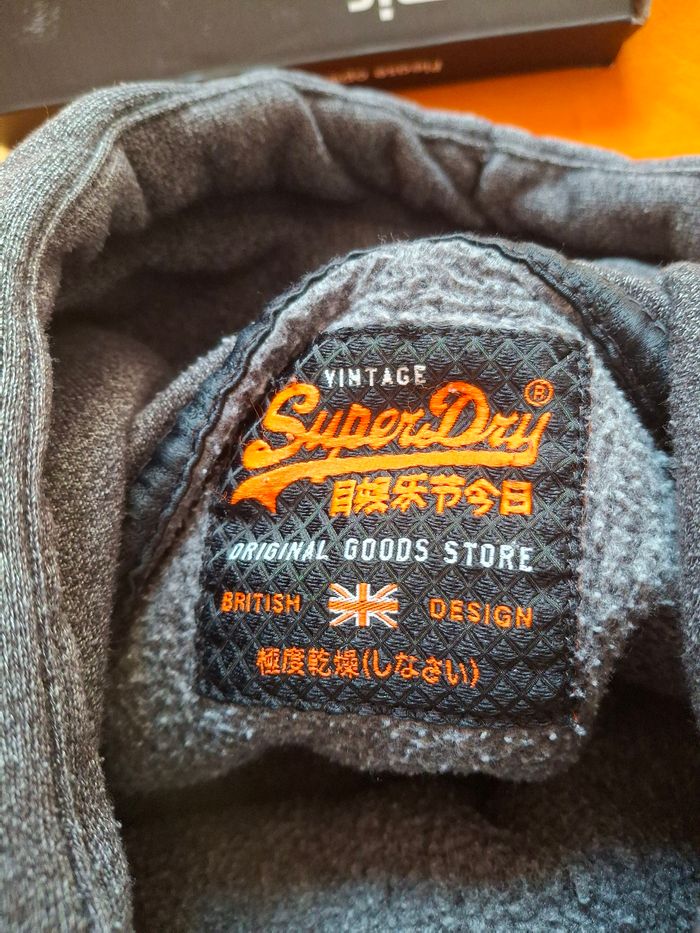 VINTAGE
SuperDry®
目娱乐节今日
ORIGINAL GOODS STORE
BRITISH DESIGN
極度乾燥(しなさい)